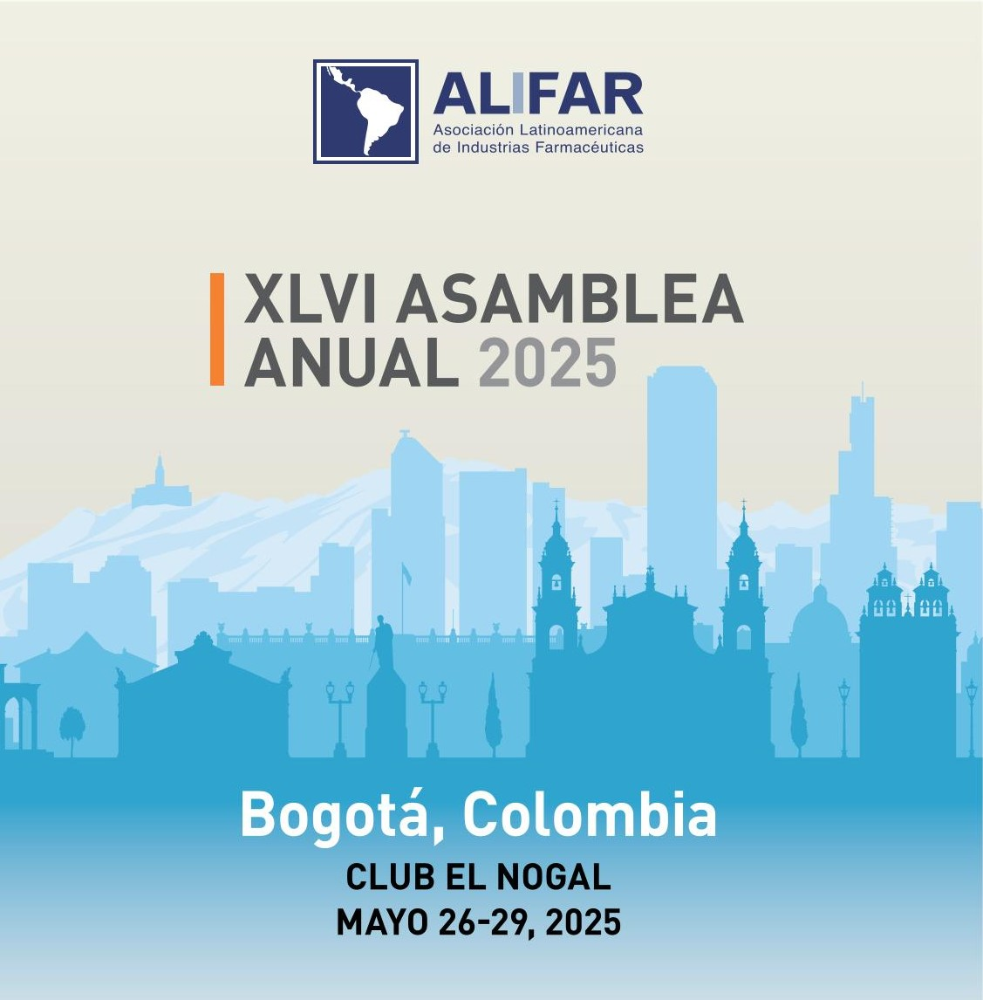 ALIFAR
Asociación Latinoamericana
de Industrias Farmacéuticas
XLVI ASAMBLEA
ANUAL 2025
Bogotá, Colombia
CLUB EL NOGAL
MAYO 26-29, 2025